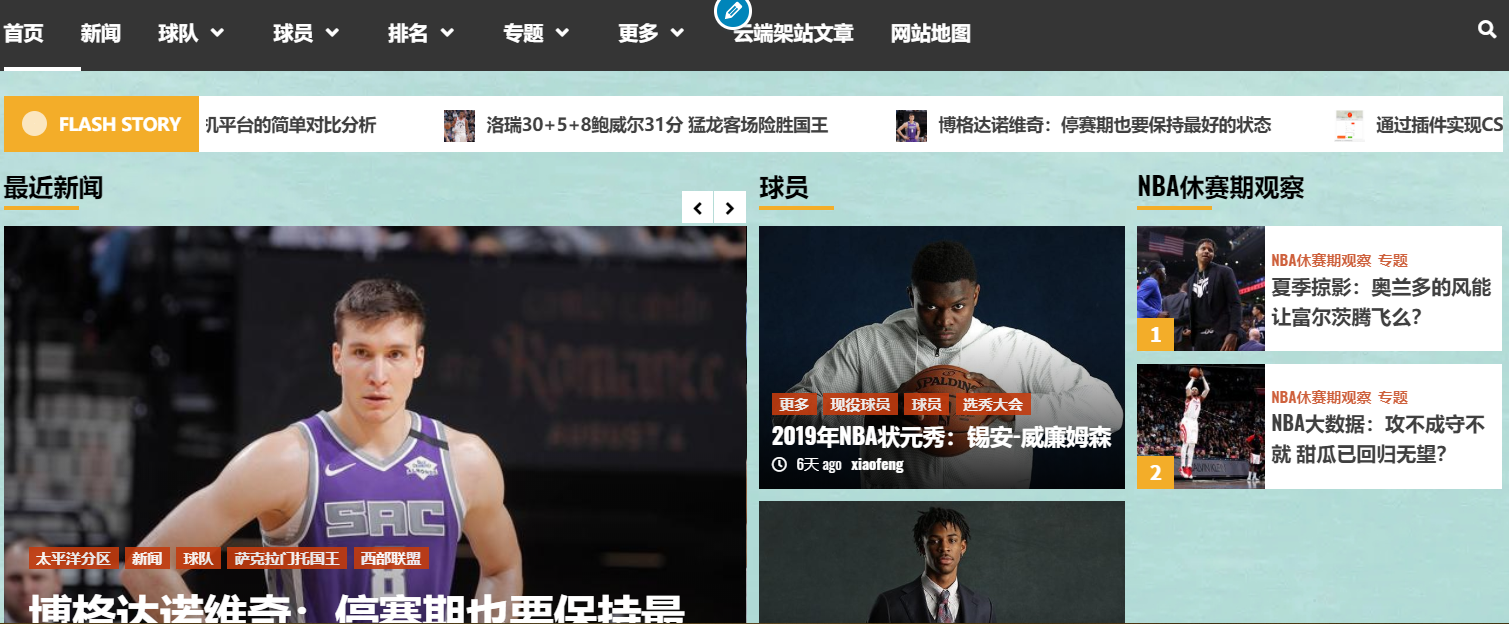 首页 新闻 球队 球员 排名 专题 更多 云端架站文章 网站地图
FLASH STORY 机平台的简单对比分析 洛瑞30+5+8鲍威尔31分 猛龙客场险胜国王 博格达诺维奇：停赛期也要保持最好的状态 通过插件实现CS
最近新闻
太平洋分区 新闻 球队 萨克拉门托国王 西部联盟
博格达诺维奇：停赛期也要保持最
SAC
8
球员
SPALDING
更多 现役球员 球员 选秀大会
2019年NBA状元秀：锡安-威廉姆森
6天 ago xiaofeng
NBA休赛期观察
1
NBA休赛期观察 专题
夏季掠影：奥兰多的风能
让富尔茨腾飞么？
2
NBA休赛期观察 专题
NBA大数据：攻不成守不
就 甜瓜已回归无望？